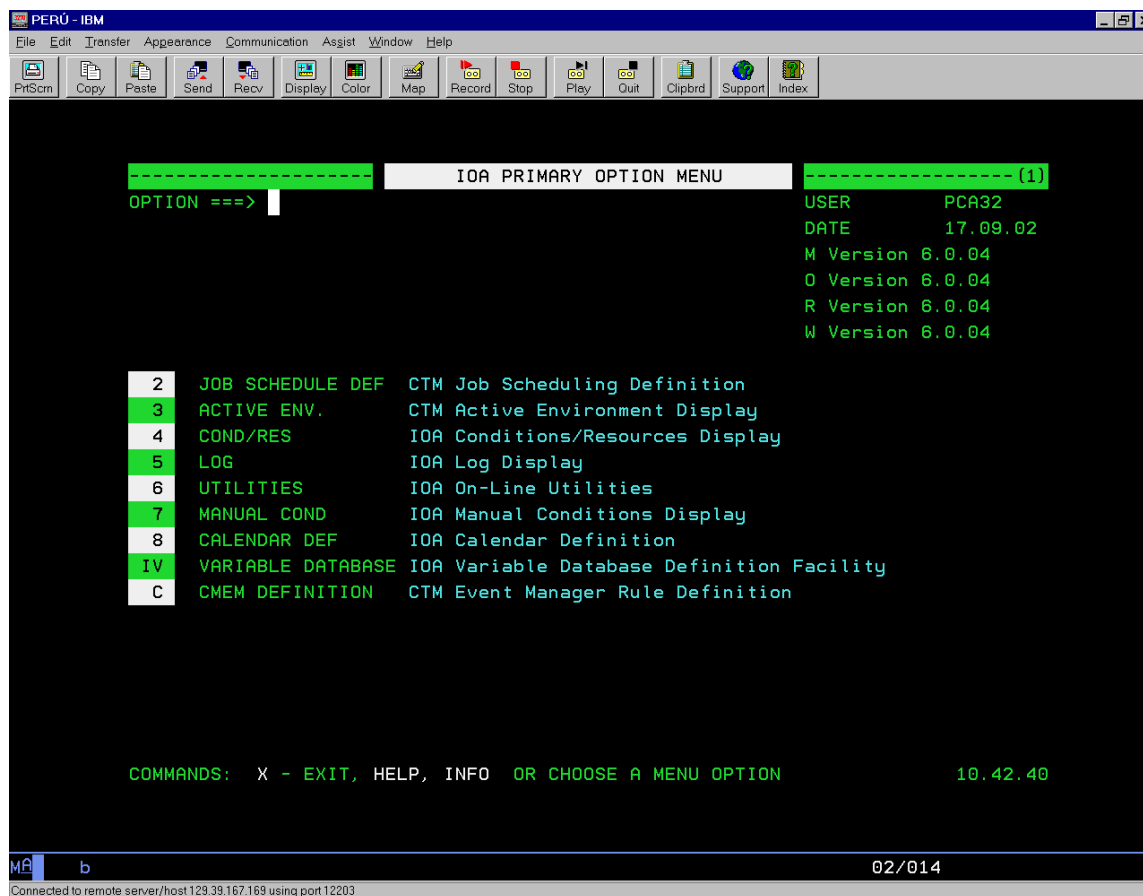 PERÚ - IBM
File Edit Transfer Appearance Communication Assist Window Help
PrtScrn Copy Paste Send Recv Display Color Map Record Stop Play Quit Clipbrd Support Index
--------------------- IOA PRIMARY OPTION MENU ------------------(1)
OPTION ===> USER PCA32
DATE 17.09.02
M Version 6.0.04
O Version 6.0.04
R Version 6.0.04
W Version 6.0.04
2 JOB SCHEDULE DEF CTM Job Scheduling Definition
3 ACTIVE ENV. CTM Active Environment Display
4 COND/RES IOA Conditions/Resources Display
5 LOG IOA Log Display
6 UTILITIES IOA On-Line Utilities
7 MANUAL COND IOA Manual Conditions Display
8 CALENDAR DEF IOA Calendar Definition
IV VARIABLE DATABASE IOA Variable Database Definition Facility
C CMEM DEFINITION CTM Event Manager Rule Definition
COMMANDS: X - EXIT, HELP, INFO OR CHOOSE A MENU OPTION 10.42.40
MA b 02/014
Connected to remote server/host 129.39.167.169 using port 12203